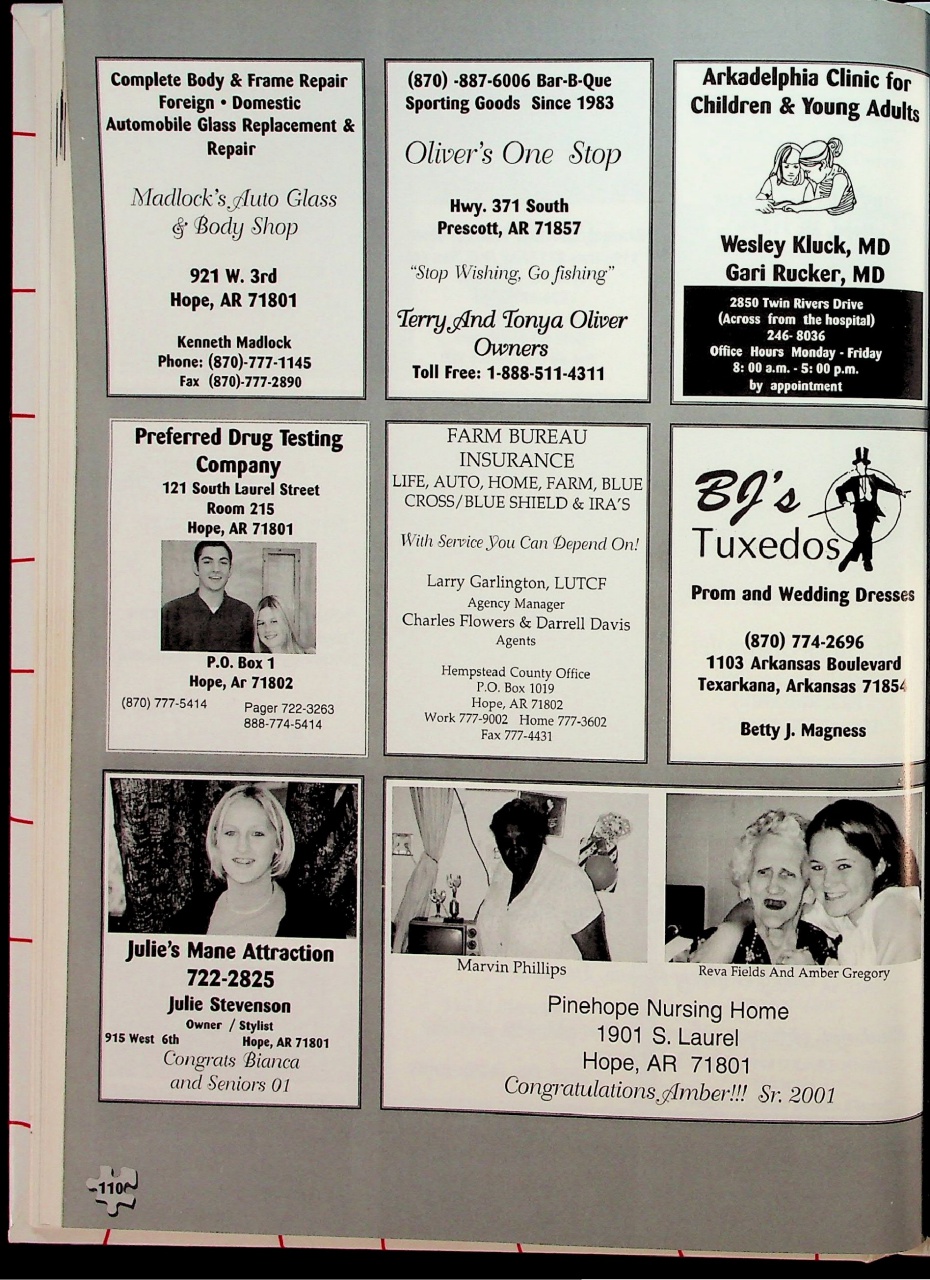 Complete Body & Frame Repair
Foreign • Domestic
Automobile Glass Replacement &
Repair
Madlock's Auto Glass
& Body Shop
921 W. 3rd
Hope, AR 71801
Kenneth Madlock
Phone: (870)-777-1145
Fax (870)-777-2890
(870) -887-6006 Bar-B-Que
Sporting Goods Since 1983
Oliver's One Stop
Hwy. 371 South
Prescott, AR 71857
"Stop Wishing, Go fishing"
Terry And Tonya Oliver
Owners
Toll Free: 1-888-511-4311
Arkadelphia Clinic for
Children & Young Adults
Wesley Kluck, MD
Gari Rucker, MD
2850 Twin Rivers Drive
(Across from the hospital)
246- 8036
Office Hours Monday - Friday
8: 00 a.m. - 5: 00 p.m.
by appointment
Preferred Drug Testing
Company
121 South Laurel Street
Room 215
Hope, AR 71801
P.O. Box 1
Hope, Ar 71802
(870) 777-5414
Pager 722-3263
888-774-5414
FARM BUREAU
INSURANCE
LIFE, AUTO, HOME, FARM, BLUE
CROSS/BLUE SHIELD & IRA'S
With Service You Can Depend On!
Larry Garlington, LUTCF
Agency Manager
Charles Flowers & Darrell Davis
Agents
Hempstead County Office
P.O. Box 1019
Hope, AR 71802
Work 777-9002 Home 777-3602
Fax 777-4431
BJ's
Tuxedos
Prom and Wedding Dresses
(870) 774-2696
1103 Arkansas Boulevard
Texarkana, Arkansas 71854
Betty J. Magness
Julie's Mane Attraction
722-2825
Julie Stevenson
Owner / Stylist
915 West 6th Hope, AR 71801
Congrats Bianca
and Seniors 01
Marvin Phillips
Reva Fields And Amber Gregory
Pinehope Nursing Home
1901 S. Laurel
Hope, AR 71801
Congratulations Amber!!! Sr. 2001
110